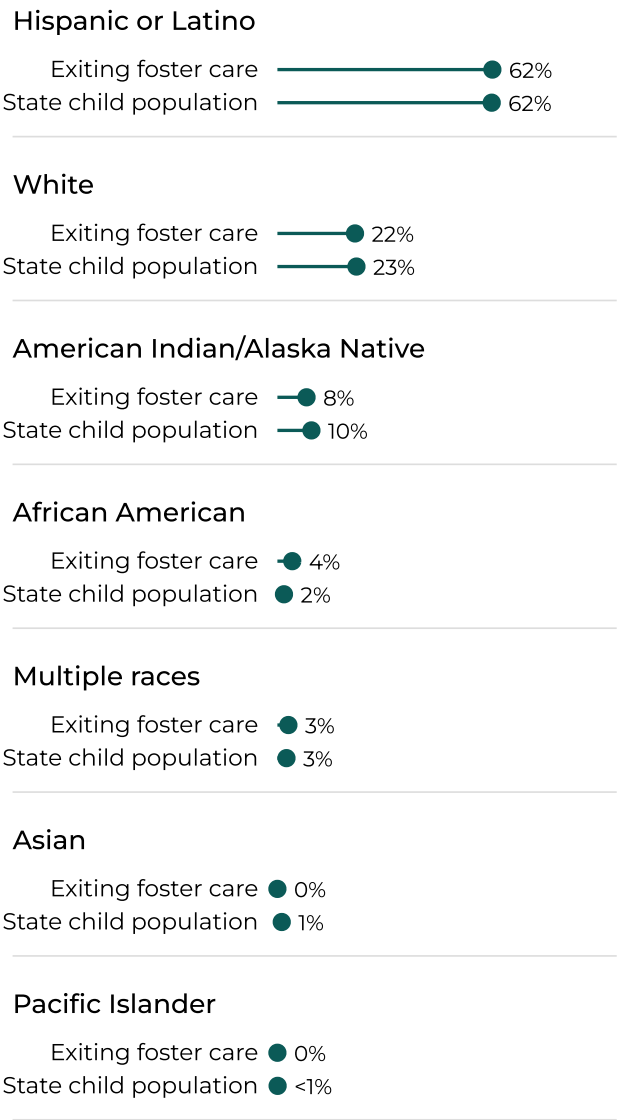 Hispanic or Latino
Exiting foster care 62%
State child population 62%
White
Exiting foster care 22%
State child population 23%
American Indian/Alaska Native
Exiting foster care 8%
State child population 10%
African American
Exiting foster care 4%
State child population 2%
Multiple races
Exiting foster care 3%
State child population 3%
Asian
Exiting foster care 0%
State child population 1%
Pacific Islander
Exiting foster care 0%
State child population <1%